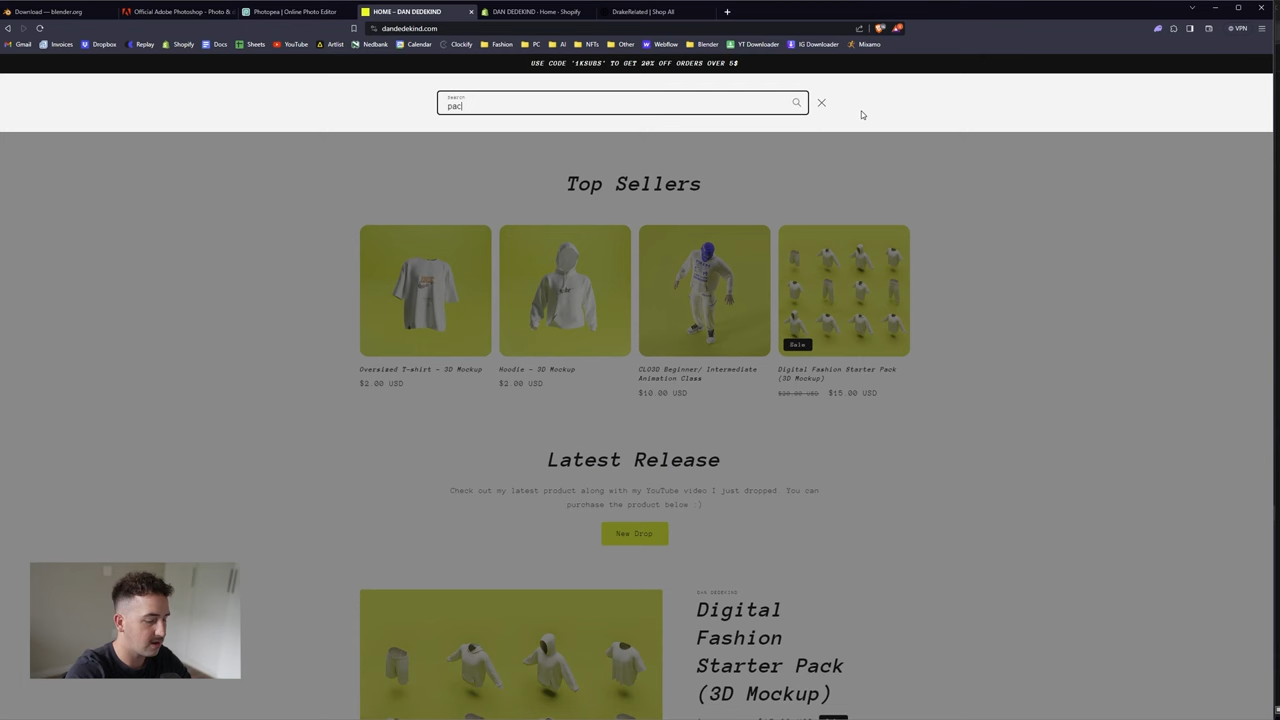 Download — blender.org
Official Adobe Photoshop - Photo &
Photopea | Online Photo Editor
HOME – DAN DEDEKIND
DAN DEDEKIND · Home · Shopify
DrakeRelated | Shop All
dandedekind.com
VPN
Gmail
Invoices
Dropbox
Replay
Shopify
Docs
Sheets
YouTube
Artlist
Nedbank
Calendar
Clockify
Fashion
PC
AI
NFTs
Other
Webflow
Blender
YT Downloader
IG Downloader
Mixamo
USE CODE '1KSUBS' TO GET 20% OFF ORDERS OVER 5$
Search
pac
Top Sellers
Sale
Oversized T-shirt - 3D Mockup
$2.00 USD
Hoodie - 3D Mockup
$2.00 USD
CLO3D Beginner/ Intermediate
Animation Class
$10.00 USD
Digital Fashion Starter Pack
(3D Mockup)
$15.00 USD
Latest Release
Check out my latest product along with my YouTube video I just dropped. You can
purchase the product below :)
New Drop
DAN DEDEKIND
Digital
Fashion
Starter Pack
(3D Mockup)